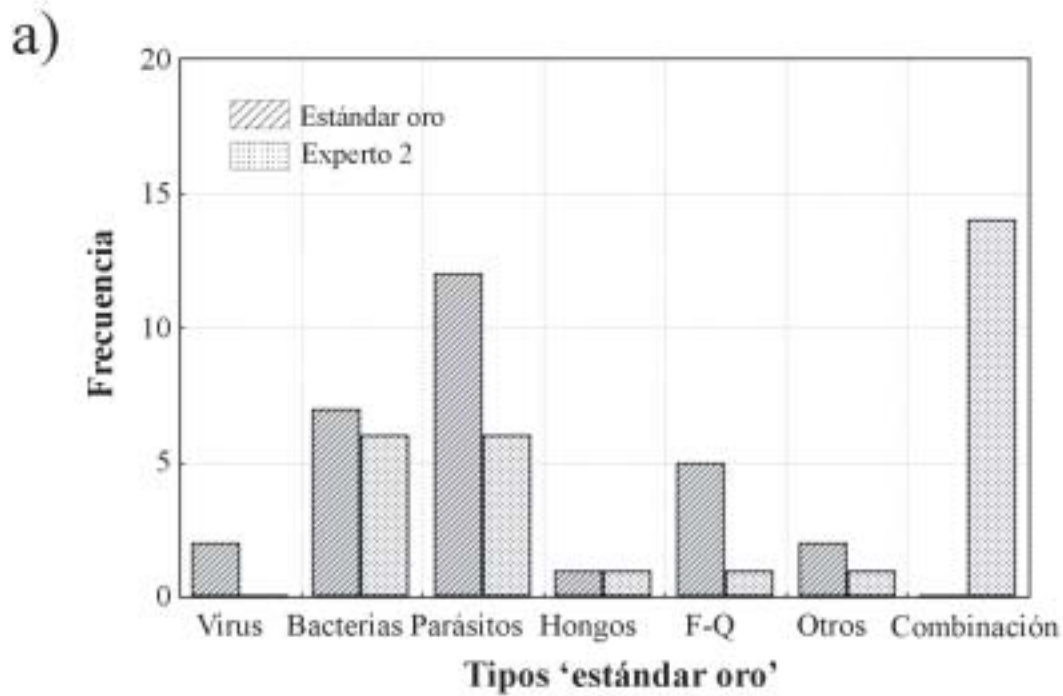 a)
20
Estándar oro
Experto 2
15
Frecuencia
10
5
0
Virus Bacterias Parásitos Hongos F-Q Otros Combinación
Tipos ‘estándar oro’